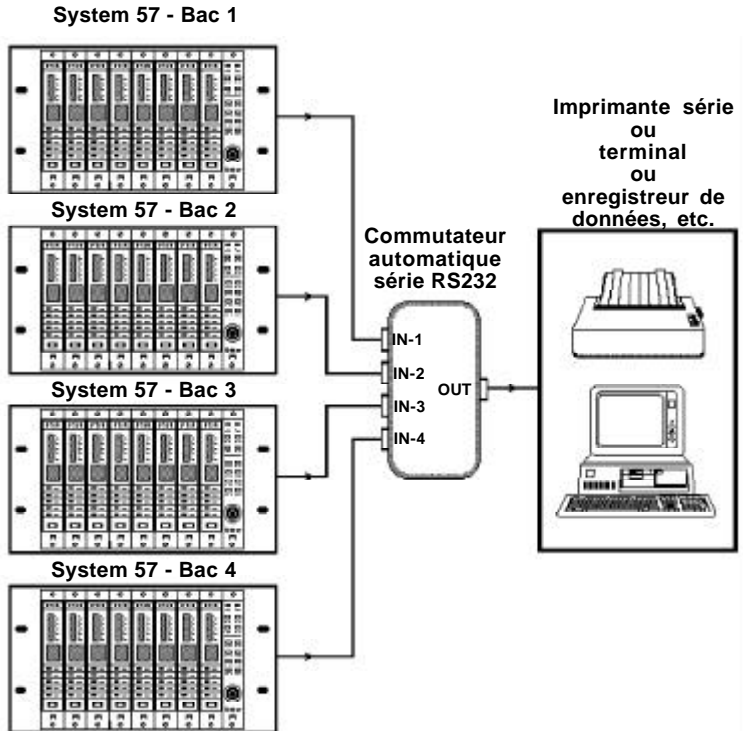 System 57 - Bac 1
System 57 - Bac 2
System 57 - Bac 3
System 57 - Bac 4
Commutateur
automatique
série RS232
IN-1
IN-2
IN-3
IN-4
OUT
Imprimante série
ou
terminal
ou
enregistreur de
données, etc.